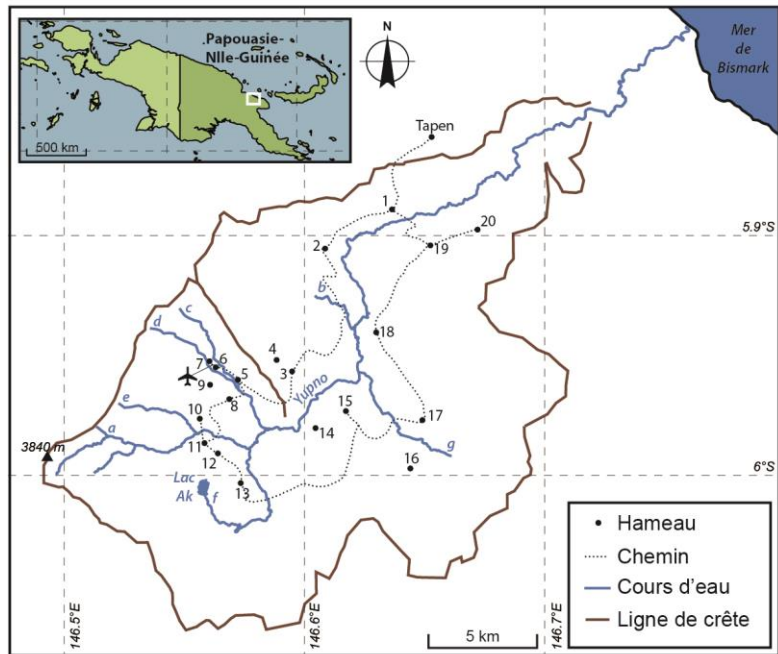 Papouasie-
Nlle-Guinée
500 km
N
Mer
de
Bismark
Tapen
1
20
5.9°S
2
19
b
c
d
18
7
6
4
3
5
9
8
Yupno
e
10
15
17
a
14
g
3840 m
11
12
16
6°S
Lac
Ak
f
13
146.5°E
146.6°E
146.7°E
5 km
Hameau
Chemin
Cours d'eau
Ligne de crête